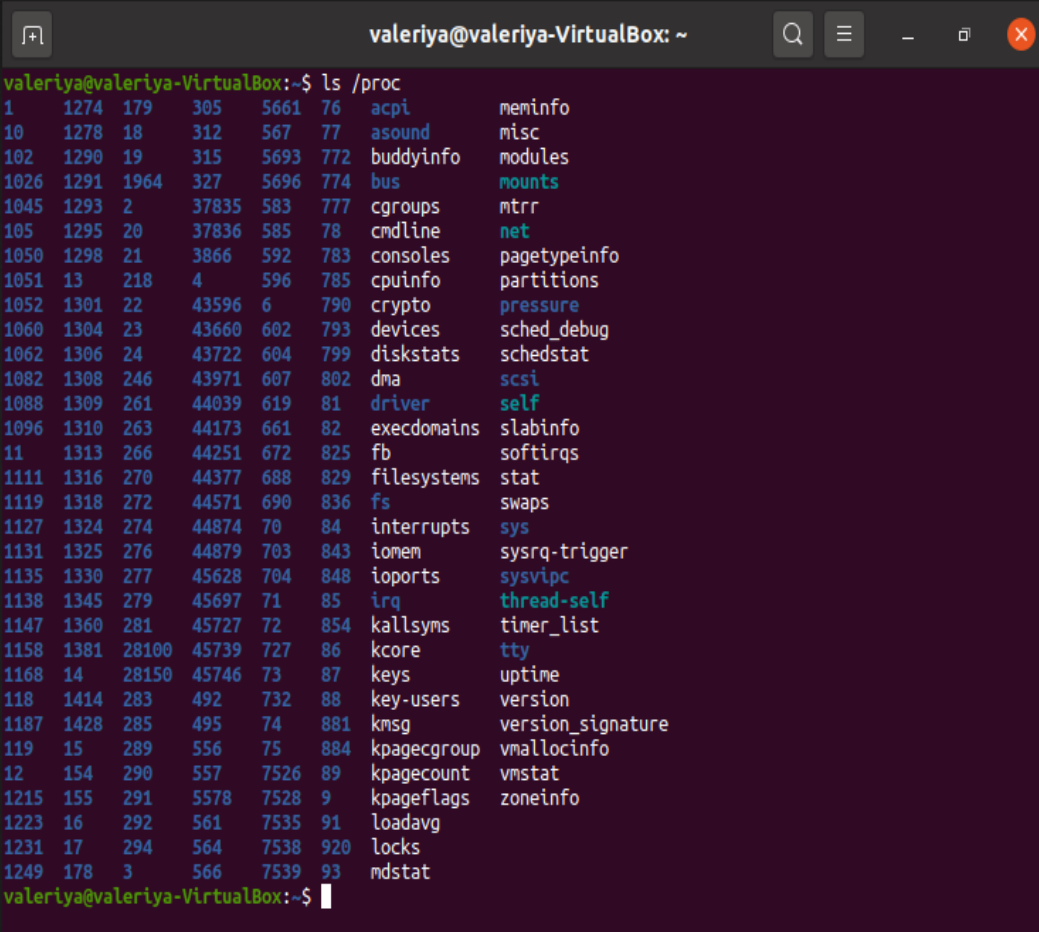 valeriya@valeriya-VirtualBox: ~
valeriya@valeriya-VirtualBox:~$ ls /proc
1 1274 179 305 5661 76 acpi meminfo
10 1278 18 312 567 77 asound misc
102 1290 19 315 5693 772 buddyinfo modules
1026 1291 1964 327 5696 774 bus mounts
1045 1293 2 37835 583 777 cgroups mtrr
105 1295 20 37836 585 78 cmdline net
1050 1298 21 3866 592 783 consoles pagetypeinfo
1051 13 218 4 596 785 cpuinfo partitions
1052 1301 22 43596 6 790 crypto pressure
1060 1304 23 43660 602 793 devices sched_debug
1062 1306 24 43722 604 799 diskstats schedstat
1082 1308 246 43971 607 802 dma scsi
1088 1309 261 44039 619 81 driver self
1096 1310 263 44173 661 82 execdomains slabinfo
11 1313 266 44251 672 825 fb softirqs
1111 1316 270 44377 688 829 filesystems stat
1119 1318 272 44571 690 836 fs swaps
1127 1324 274 44874 70 84 interrupts sys
1131 1325 276 44879 703 843 iomem sysrq-trigger
1135 1330 277 45628 704 848 ioports sysvipc
1138 1345 279 45697 71 85 irq thread-self
1147 1360 281 45727 72 854 kallsyms timer_list
1158 1381 28100 45739 727 86 kcore tty
1168 14 28150 45746 73 87 keys uptime
118 1414 283 492 732 88 key-users version
1187 1428 285 495 74 881 kmsg version_signature
119 15 289 556 75 884 kpagecgroup vmallocinfo
12 154 290 557 7526 89 kpagecount vmstat
1215 155 291 5578 7528 9 kpageflags zoneinfo
1223 16 292 561 7535 91 loadavg
1231 17 294 564 7538 920 locks
1249 178 3 566 7539 93 mdstat
valeriya@valeriya-VirtualBox:~$